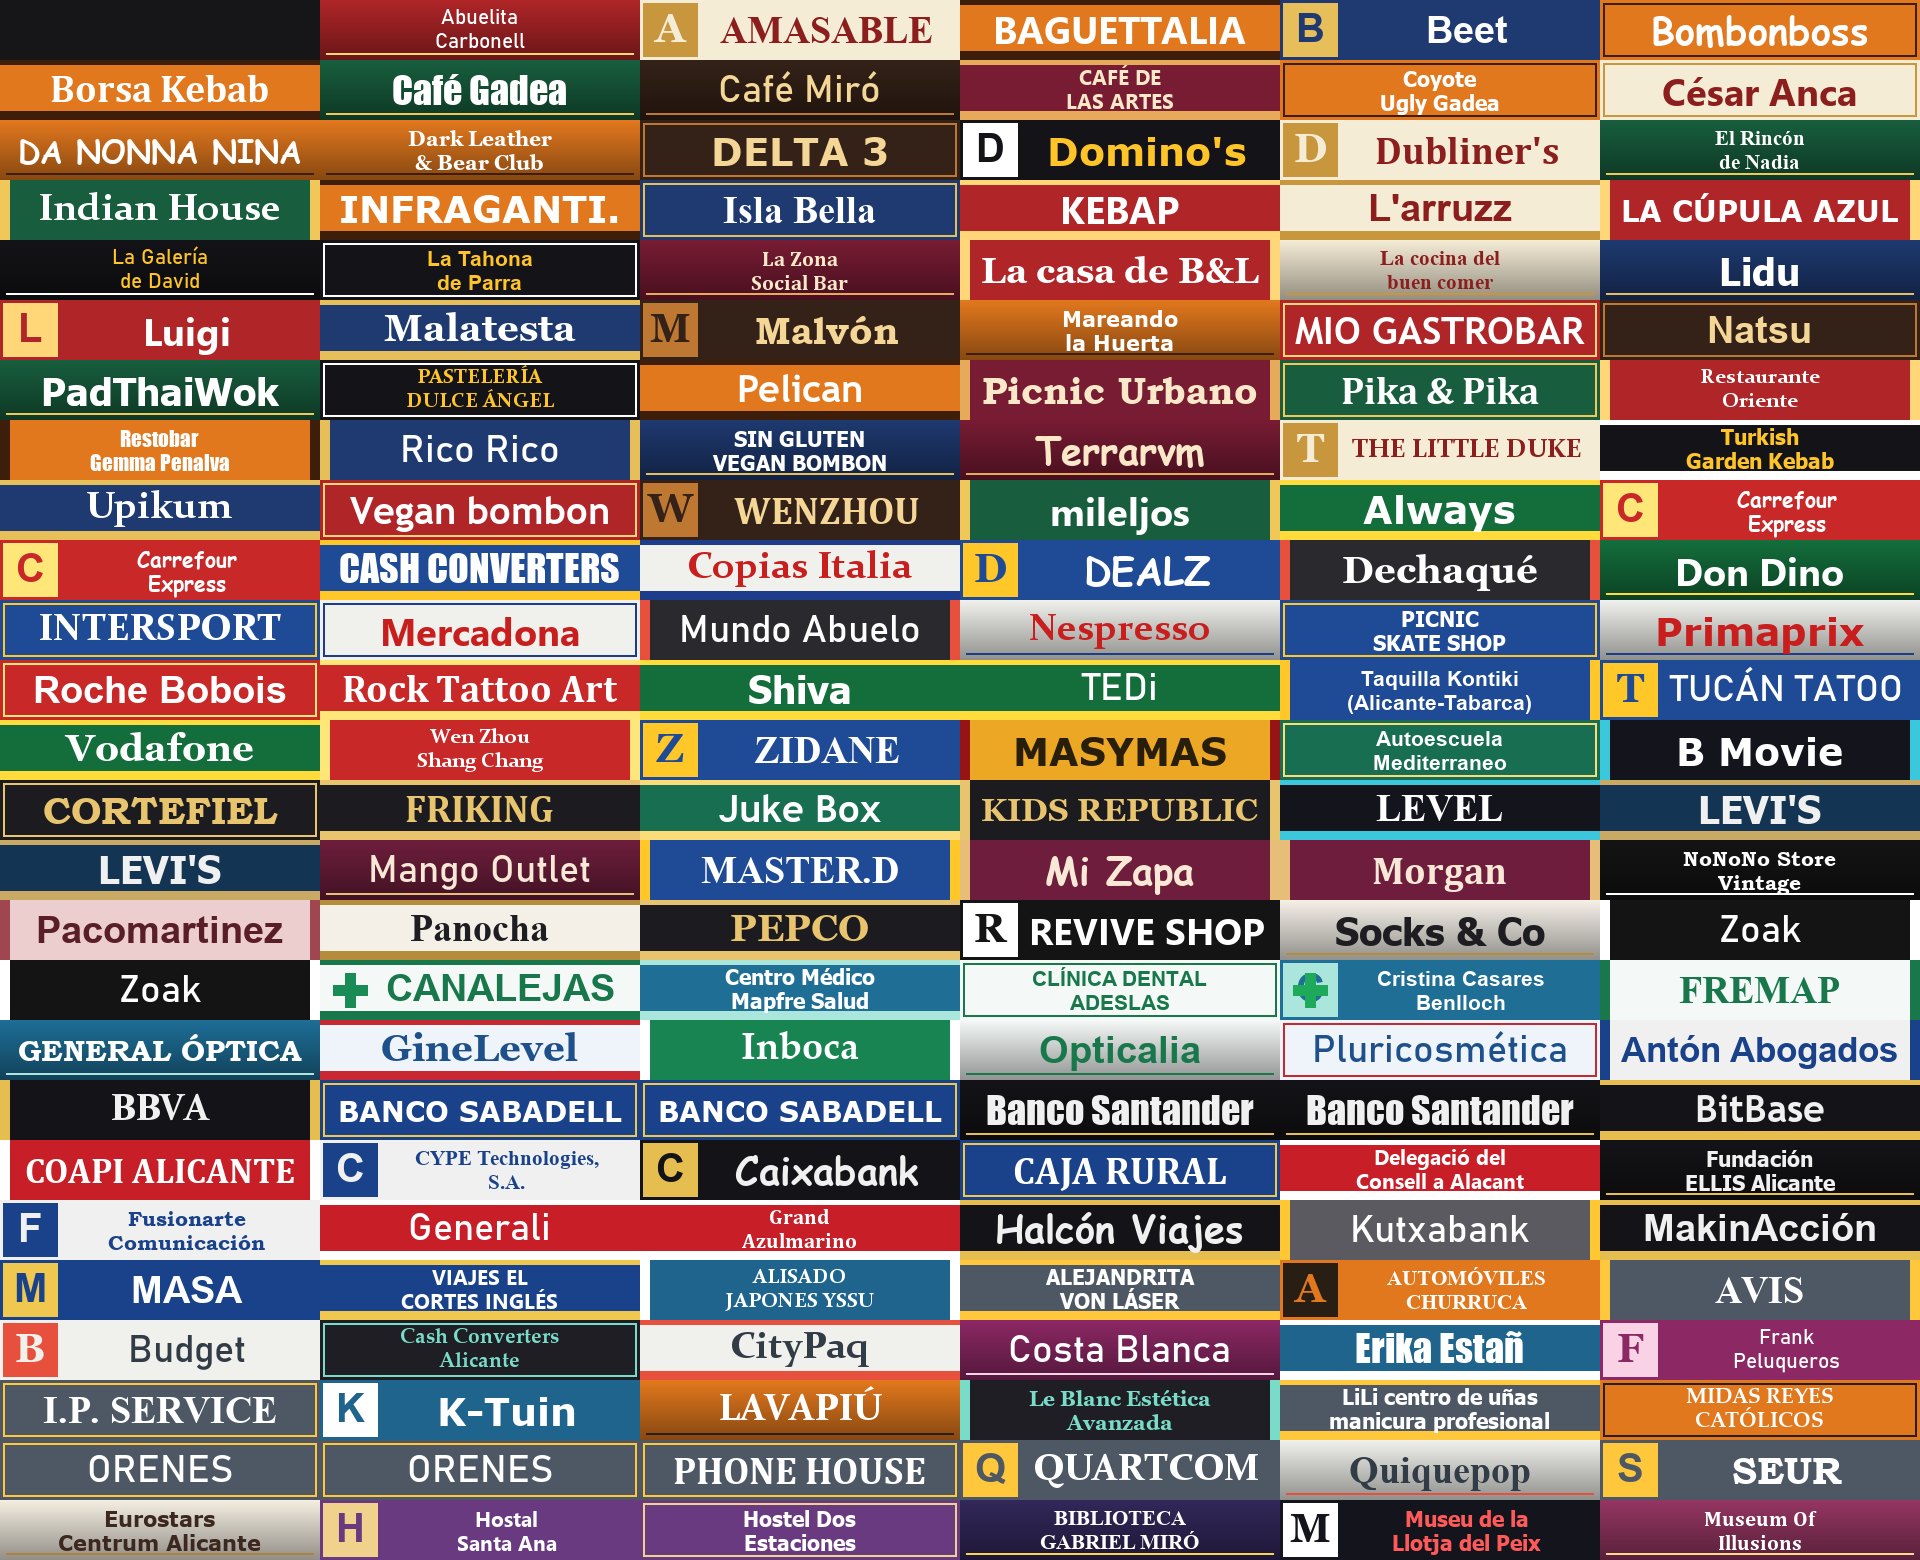 Abuelita
Carbonell
A AMASABLE
BAGUETTALIA
B Beet
Bombonboss
Borsa Kebab
Café Gadea
Café Miró
CAFÉ DE
LAS ARTES
Coyote
Ugly Gadea
César Anca
DA NONNA NINA
Dark Leather
& Bear Club
DELTA 3
D Domino's
D Dubliner's
El Rincón
de Nadia
Indian House
INFRAGANTI.
Isla Bella
KEBAP
L'arruzz
LA CÚPULA AZUL
La Galería
de David
La Tahona
de Parra
La Zona
Social Bar
La casa de B&L
La cocina del
buen comer
Lidu
L Luigi
Malatesta
M Malvón
Mareando
la Huerta
MIO GASTROBAR
Natsu
PadThaiWok
PASTELERÍA
DULCE ÁNGEL
Pelican
Picnic Urbano
Pika & Pika
Restaurante
Oriente
Restobar
Gemma Penalva
Rico Rico
SIN GLUTEN
VEGAN BOMBON
Terrarvm
T THE LITTLE DUKE
Turkish
Garden Kebab
Upikum
Vegan bombon
W WENZHOU
mileljos
Always
C Carrefour
Express
C Carrefour
Express
CASH CONVERTERS
Copias Italia
D DEALZ
Dechaqué
Don Dino
INTERSPORT
Mercadona
Mundo Abuelo
Nespresso
PICNIC
SKATE SHOP
Primaprix
Roche Bobois
Rock Tattoo Art
Shiva
TEDi
Taquilla Kontiki
(Alicante-Tabarca)
T TUCÁN TATOO
Vodafone
Wen Zhou
Shang Chang
Z ZIDANE
MASYMAS
Autoescuela
Mediterraneo
B Movie
CORTEFIEL
FRIKING
Juke Box
KIDS REPUBLIC
LEVEL
LEVI'S
LEVI'S
Mango Outlet
MASTER.D
Mi Zapa
Morgan
NoNoNo Store
Vintage
Pacomartinez
Panocha
PEPCO
R REVIVE SHOP
Socks & Co
Zoak
Zoak
CANALEJAS
Centro Médico
Mapfre Salud
CLÍNICA DENTAL
ADESLAS
C Cristina Casares
Benlloch
FREMAP
GENERAL ÓPTICA
GineLevel
Inboca
Opticalia
Pluricosmética
Antón Abogados
BBVA
BANCO SABADELL
BANCO SABADELL
Banco Santander
Banco Santander
BitBase
COAPI ALICANTE
C CYPE Technologies,
S.A.
C Caixabank
CAJA RURAL
Delegació del
Consell a Alacant
Fundación
ELLIS Alicante
F Fusionarte
Comunicación
Generali
Grand
Azulmarino
Halcón Viajes
Kutxabank
MakinAcción
M MASA
VIAJES EL
CORTES INGLÉS
ALISADO
JAPONES YSSU
ALEJANDRITA
VON LÁSER
A AUTOMÓVILES
CHURRUCA
AVIS
B Budget
Cash Converters
Alicante
CityPaq
Costa Blanca
Erika Estañ
F Frank
Peluqueros
I.P. SERVICE
K K-Tuin
LAVAPIÚ
Le Blanc Estética
Avanzada
LiLi centro de uñas
manicura profesional
MIDAS REYES
CATÓLICOS
ORENES
ORENES
PHONE HOUSE
Q QUARTCOM
Quiquepop
S SEUR
Eurostars
Centrum Alicante
H Hostal
Santa Ana
Hostel Dos
Estaciones
BIBLIOTECA
GABRIEL MIRÓ
M Museu de la
Llotja del Peix
Museum Of
Illusions